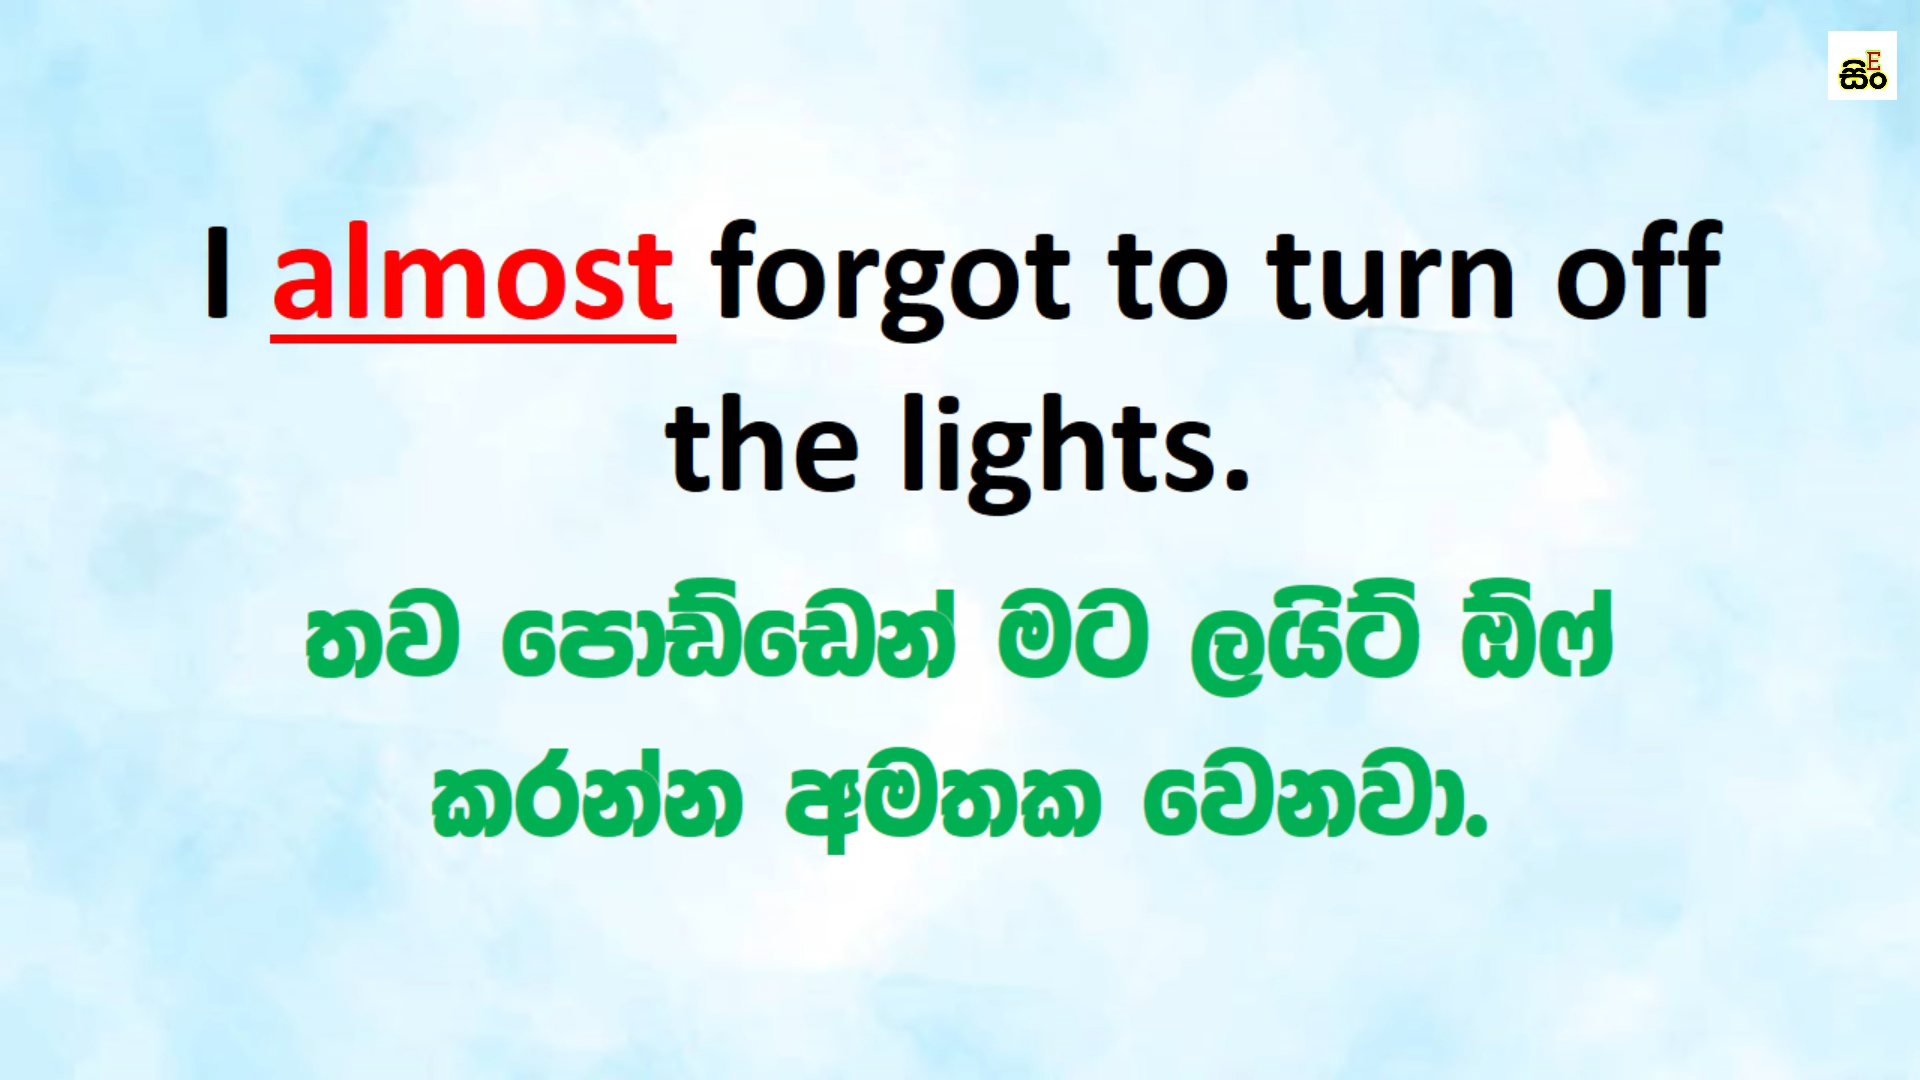 සිං
E
I almost forgot to turn off
the lights.
තව පොඩ්ඩෙන් මට ලයිට් ඕෆ්
කරන්න අමතක වෙනවා.